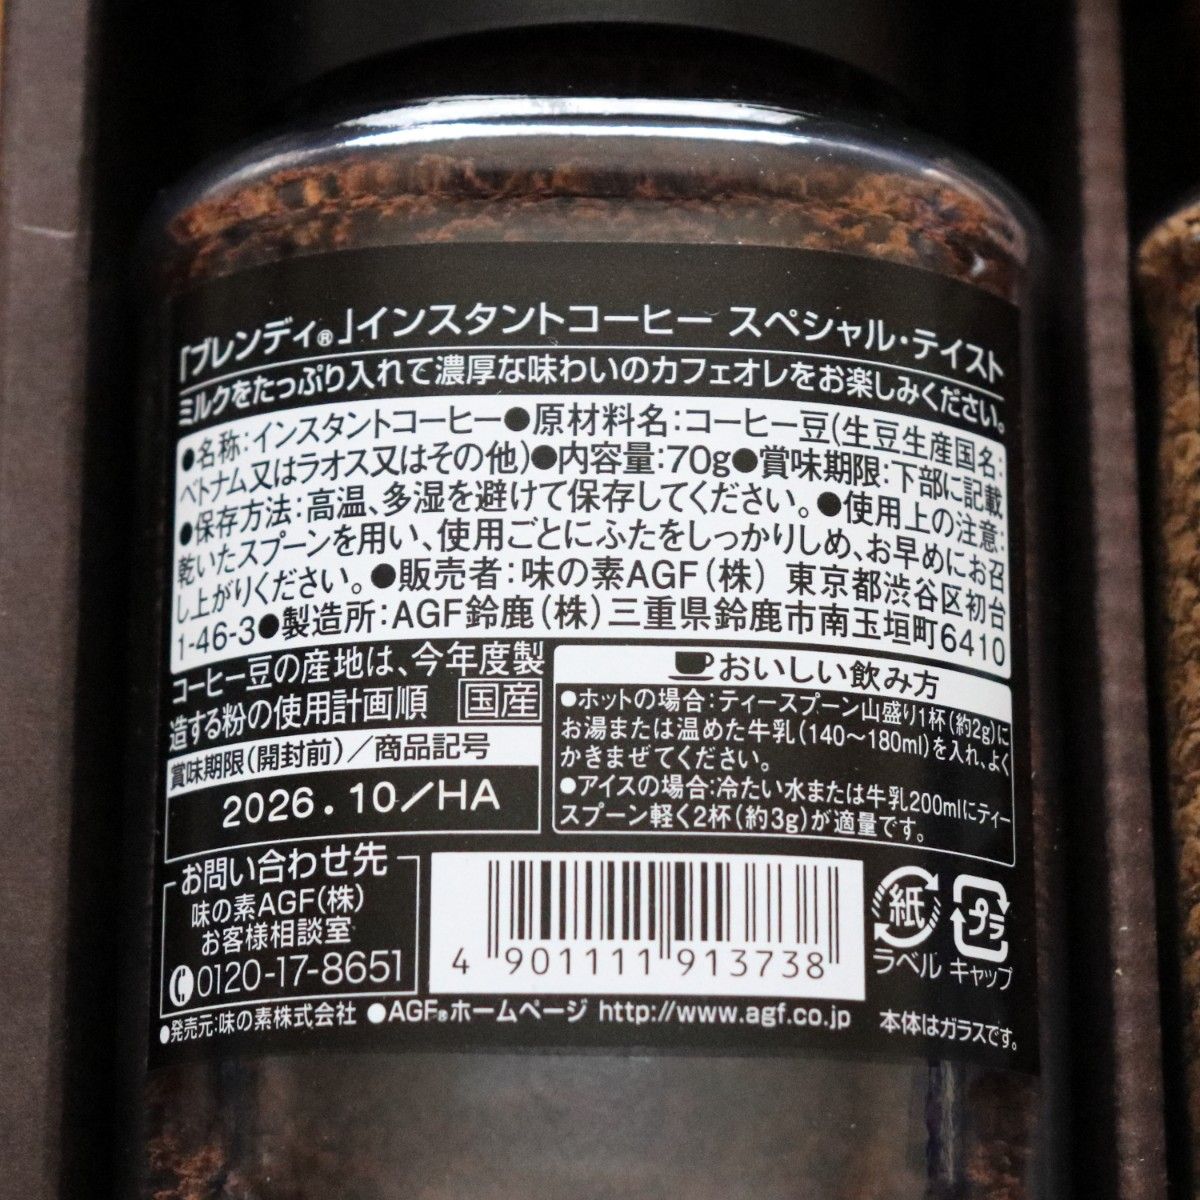 「ブレンディ®」インスタントコーヒー スペシャル・テイスト
ミルクをたっぷり入れて濃厚な味わいのカフェオレをお楽しみください。
●名称:インスタントコーヒー●原材料名:コーヒー豆(生豆生産国名:
ベトナム又はラオス又はその他)●内容量:70g●賞味期限:下部に記載
●保存方法:高温、多湿を避けて保存してください。●使用上の注意:
乾いたスプーンを用い、使用ごとにふたをしっかりしめ、お早めにお召
し上がりください。●販売者:味の素AGF(株) 東京都渋谷区初台
1-46-3●製造所:AGF鈴鹿(株)三重県鈴鹿市南玉垣町6410
コーヒー豆の産地は、今年度製
造する粉の使用計画順 国産
賞味期限(開封前)/商品記号
2026.10/HA
おいしい飲み方
●ホットの場合:ティースプーン山盛り1杯(約2g)に
お湯または温めた牛乳(140〜180ml)を入れ、よく
かきまぜてください。
●アイスの場合:冷たい水または牛乳200mlにティー
スプーン軽く2杯(約3g)が適量です。
お問い合わせ先
味の素AGF(株)
お客様相談室
0120-17-8651
4 901111 913738
紙
ラベル
プラ
キャップ
●発売元:味の素株式会社 ●AGF®ホームページ http://www.agf.co.jp 本体はガラスです。